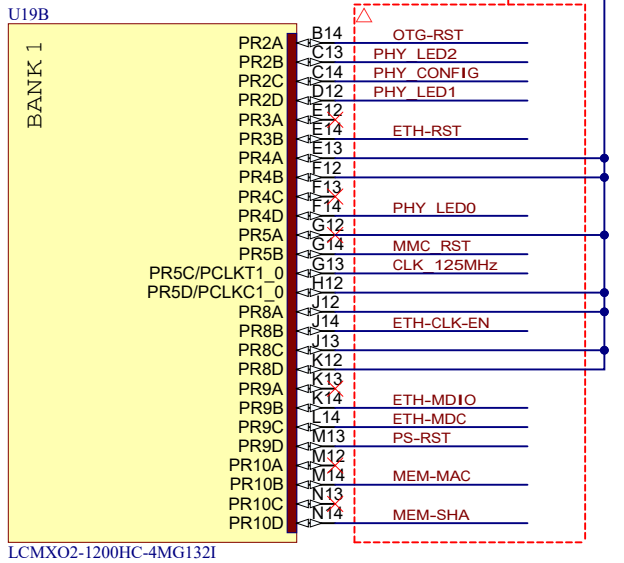 U19B
BANK 1
PR2A B14 OTG-RST
PR2B C13 PHY_LED2
PR2C C14 PHY_CONFIG
PR2D D12 PHY_LED1
PR3A E12
PR3B E14 ETH-RST
PR4A E13
PR4B F12
PR4C F13
PR4D F14 PHY_LED0
PR5A G12
PR5B G14 MMC_RST
PR5C/PCLKT1_0 G13 CLK_125MHz
PR5D/PCLKC1_0 H12
PR8A J12
PR8B J14 ETH-CLK-EN
PR8C J13
PR8D K12
PR9A K13
PR9B K14 ETH-MDIO
PR9C L14 ETH-MDC
PR9D M13 PS-RST
PR10A M12
PR10B M14 MEM-MAC
PR10C N13
PR10D N14 MEM-SHA
LCMXO2-1200HC-4MG132I